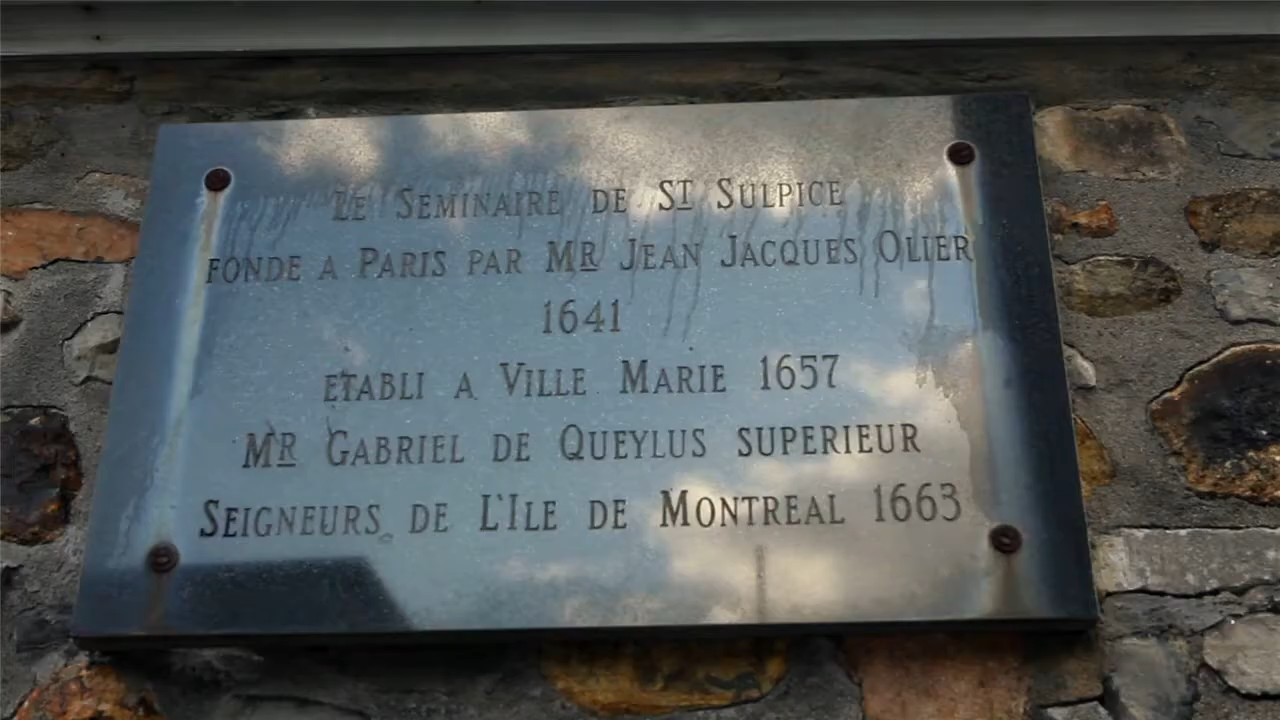 LE SEMINAIRE DE ST SULPICE
FONDE A PARIS PAR MR JEAN JACQUES OLIER
1641
ETABLI A VILLE MARIE 1657
MR GABRIEL DE QUEYLUS SUPERIEUR
SEIGNEURS DE L'ILE DE MONTREAL 1663